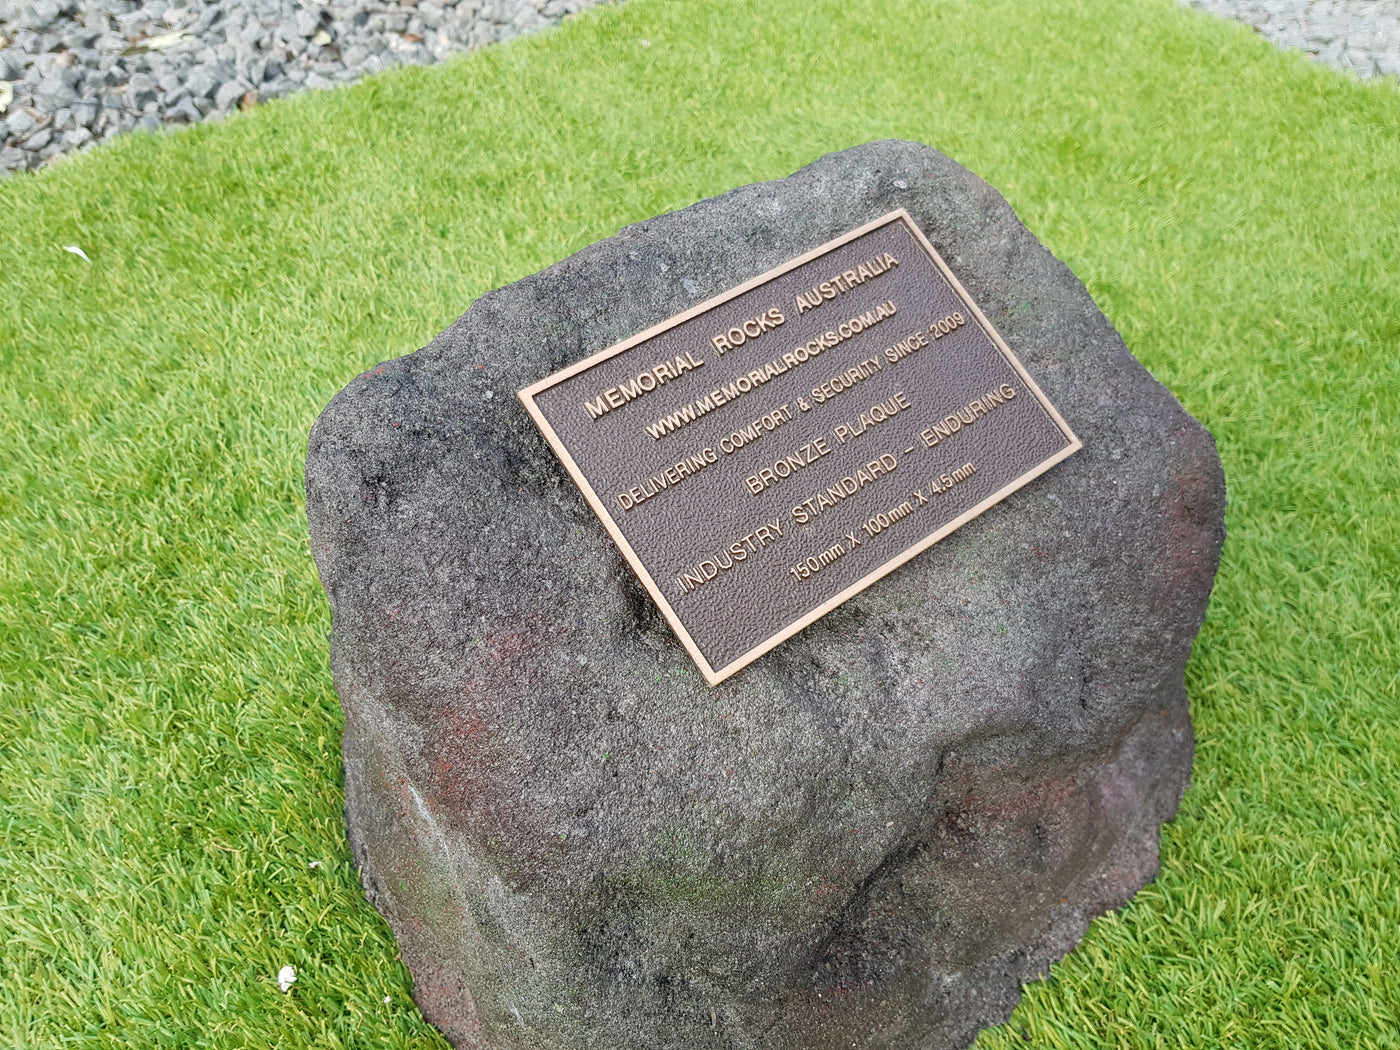 MEMORIAL ROCKS AUSTRALIA
WWW.MEMORIALROCKS.COM.AU
DELIVERING COMFORT & SECURITY SINCE 2009
BRONZE PLAQUE
INDUSTRY STANDARD - ENDURING
150mm X 100mm X 4.5mm